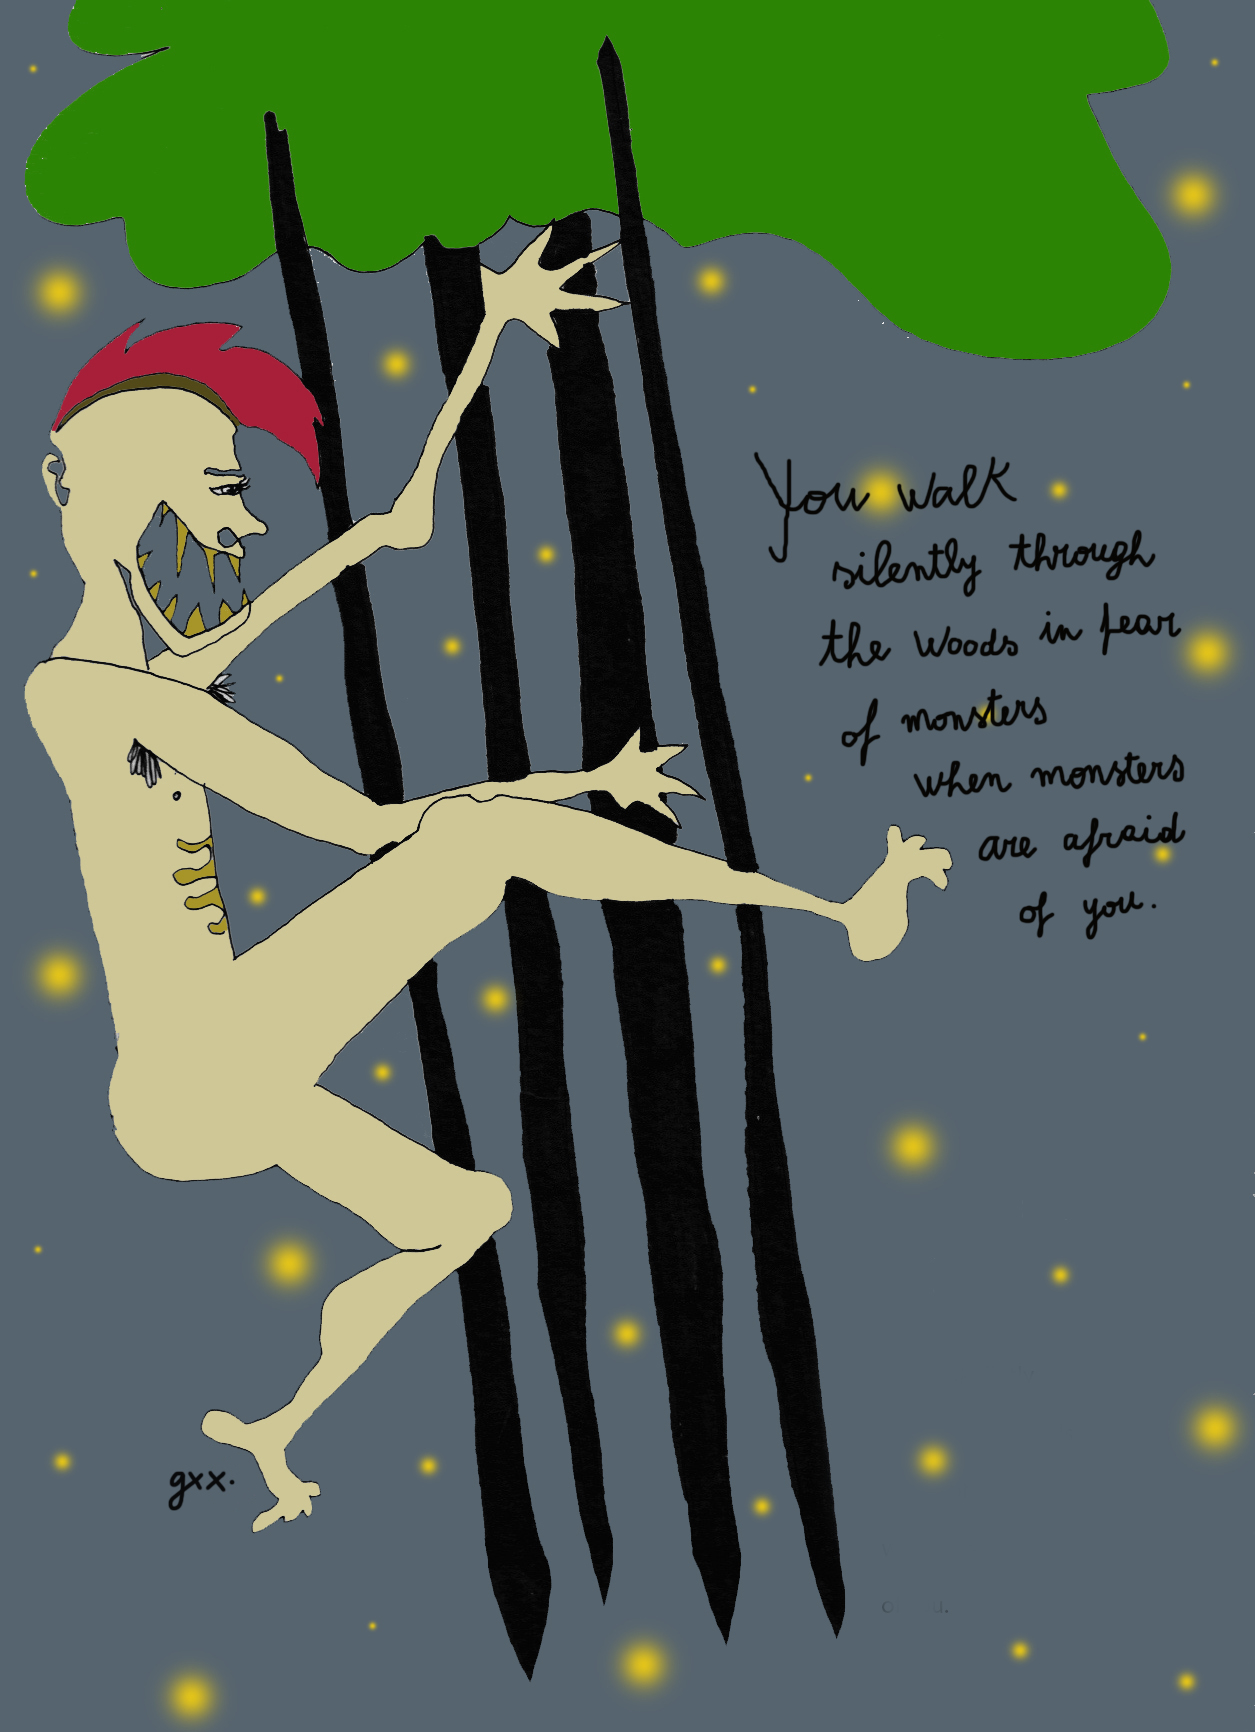 You walk
silently through
the woods in fear
of monsters
when monsters
are afraid
of you.
gxx.